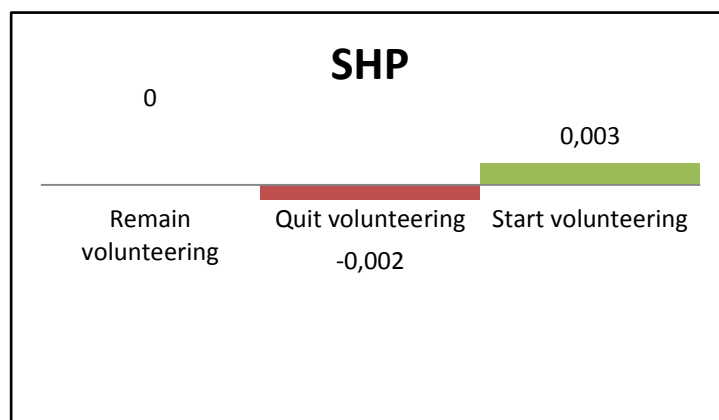 SHP
0
0,003
Remain
volunteering
Quit volunteering
Start volunteering
-0,002